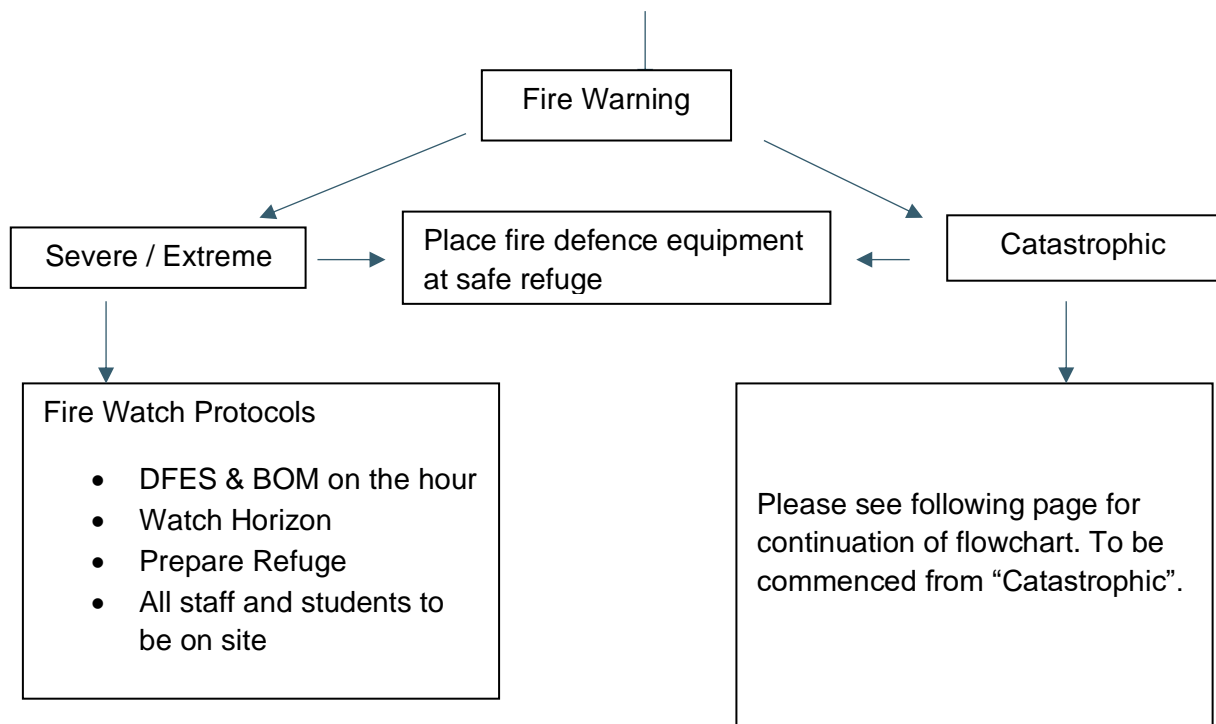 Fire Warning
Severe / Extreme
Place fire defence equipment
at safe refuge
Catastrophic
Fire Watch Protocols
• DFES & BOM on the hour
• Watch Horizon
• Prepare Refuge
• All staff and students to
be on site
Please see following page for
continuation of flowchart. To be
commenced from “Catastrophic”.